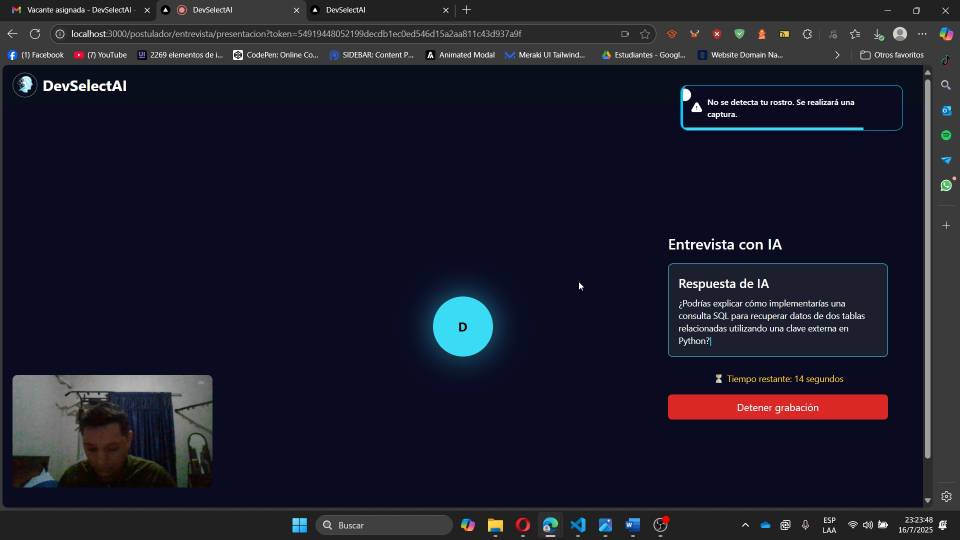 Vacante asignada - DevSelectAI -
DevSelectAI
DevSelectAI
localhost:3000/postulador/entrevista/presentacion?token=54919448052199decdb1ec0ed546d15a2aa811c43d937a9f
(1) Facebook
(7) YouTube
2269 elementos de i...
CodePen: Online Co...
SIDEBAR: Content P...
Animated Modal
Meraki UI Tailwind...
Estudiantes - Googl...
Website Domain Na...
Otros favoritos
DevSelectAI
No se detecta tu rostro. Se realizará una
captura.
Entrevista con IA
Respuesta de IA
¿Podrías explicar cómo implementarías una
consulta SQL para recuperar datos de dos tablas
relacionadas utilizando una clave externa en
Python?
D
Tiempo restante: 14 segundos
Detener grabación
Buscar
ESP
LAA
23:23:48
16/7/2025